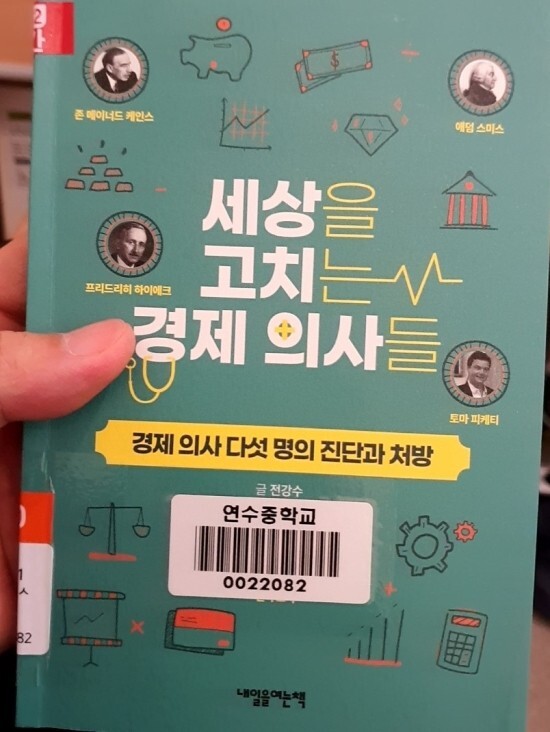 존 메이너드 케인스
애덤 스미스
세상을
고치는
프리드리히 하이에크
경제 의사들
토마 피케티
경제 의사 다섯 명의 진단과 처방
글 전강수
연수중학교
0022082
82
내일을여는책